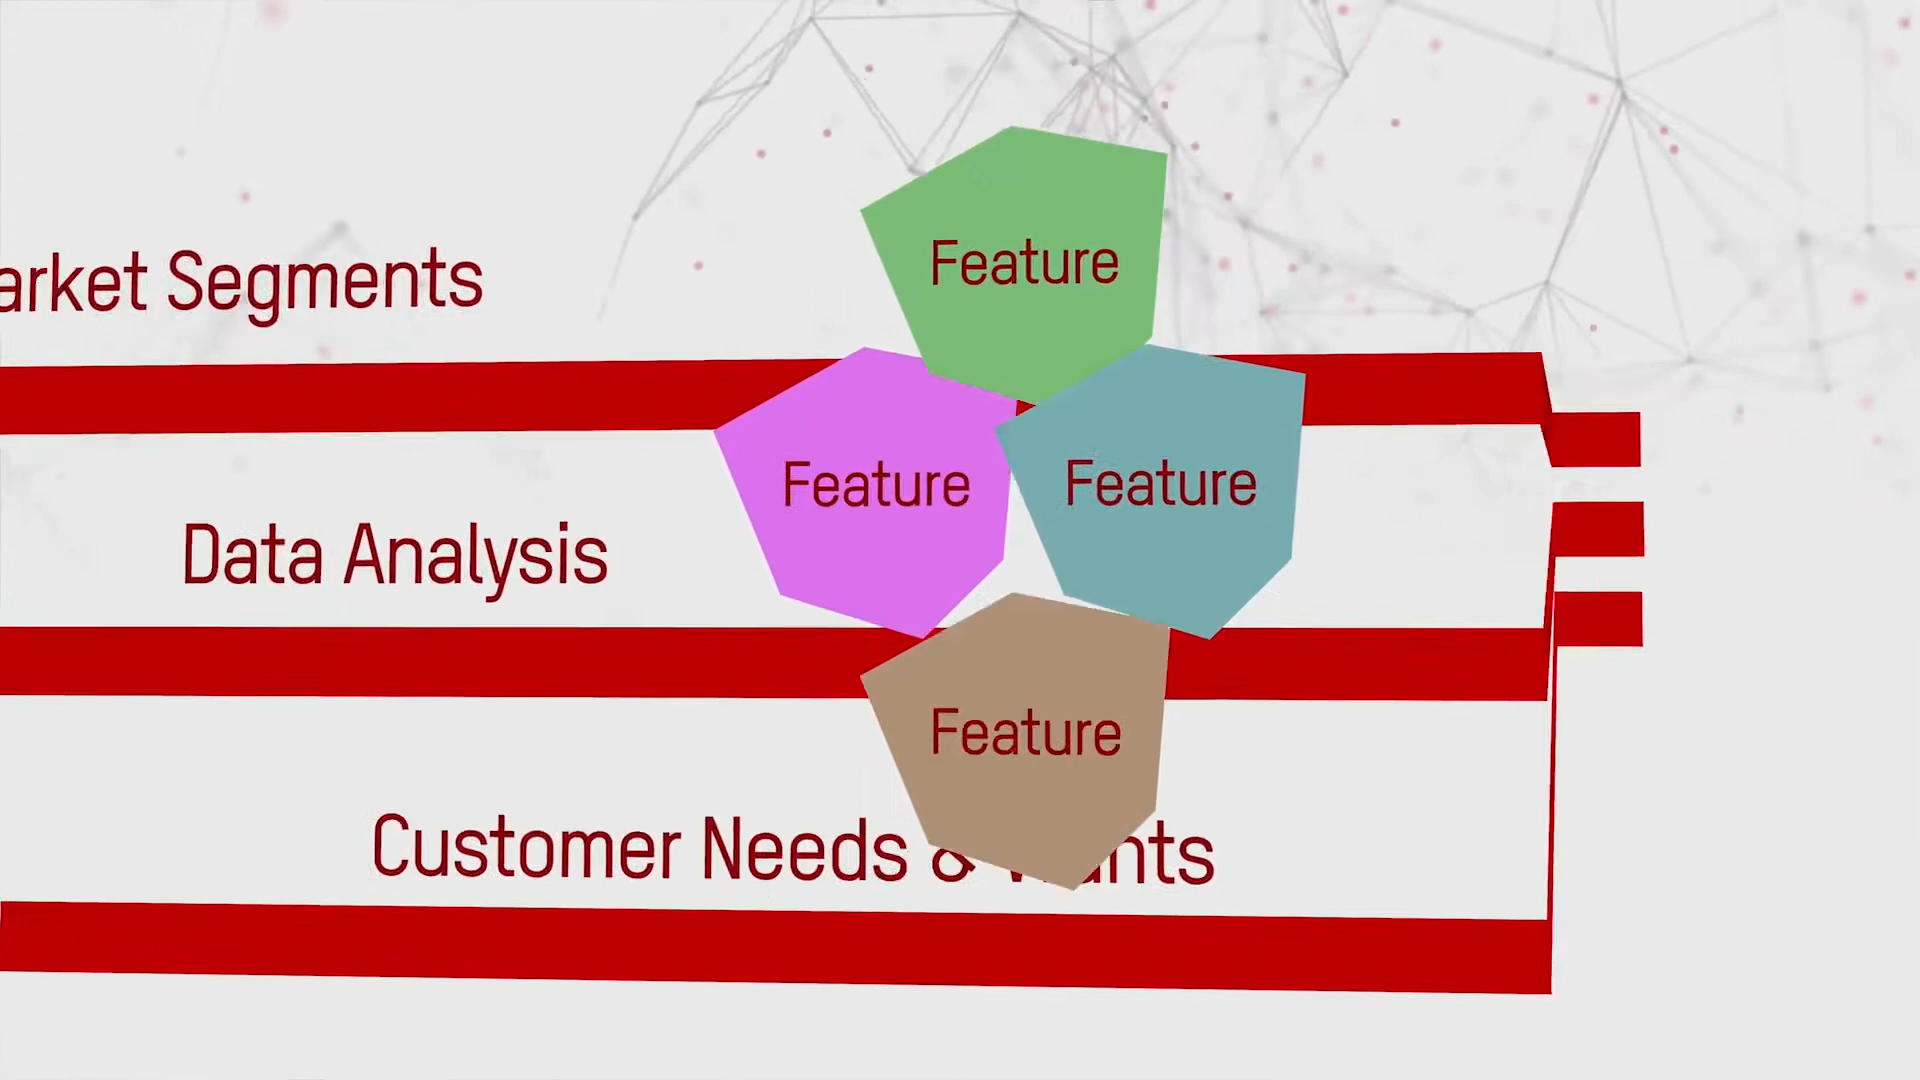 Feature
arket Segments
Feature
Feature
Data Analysis
Feature
Customer Needs &